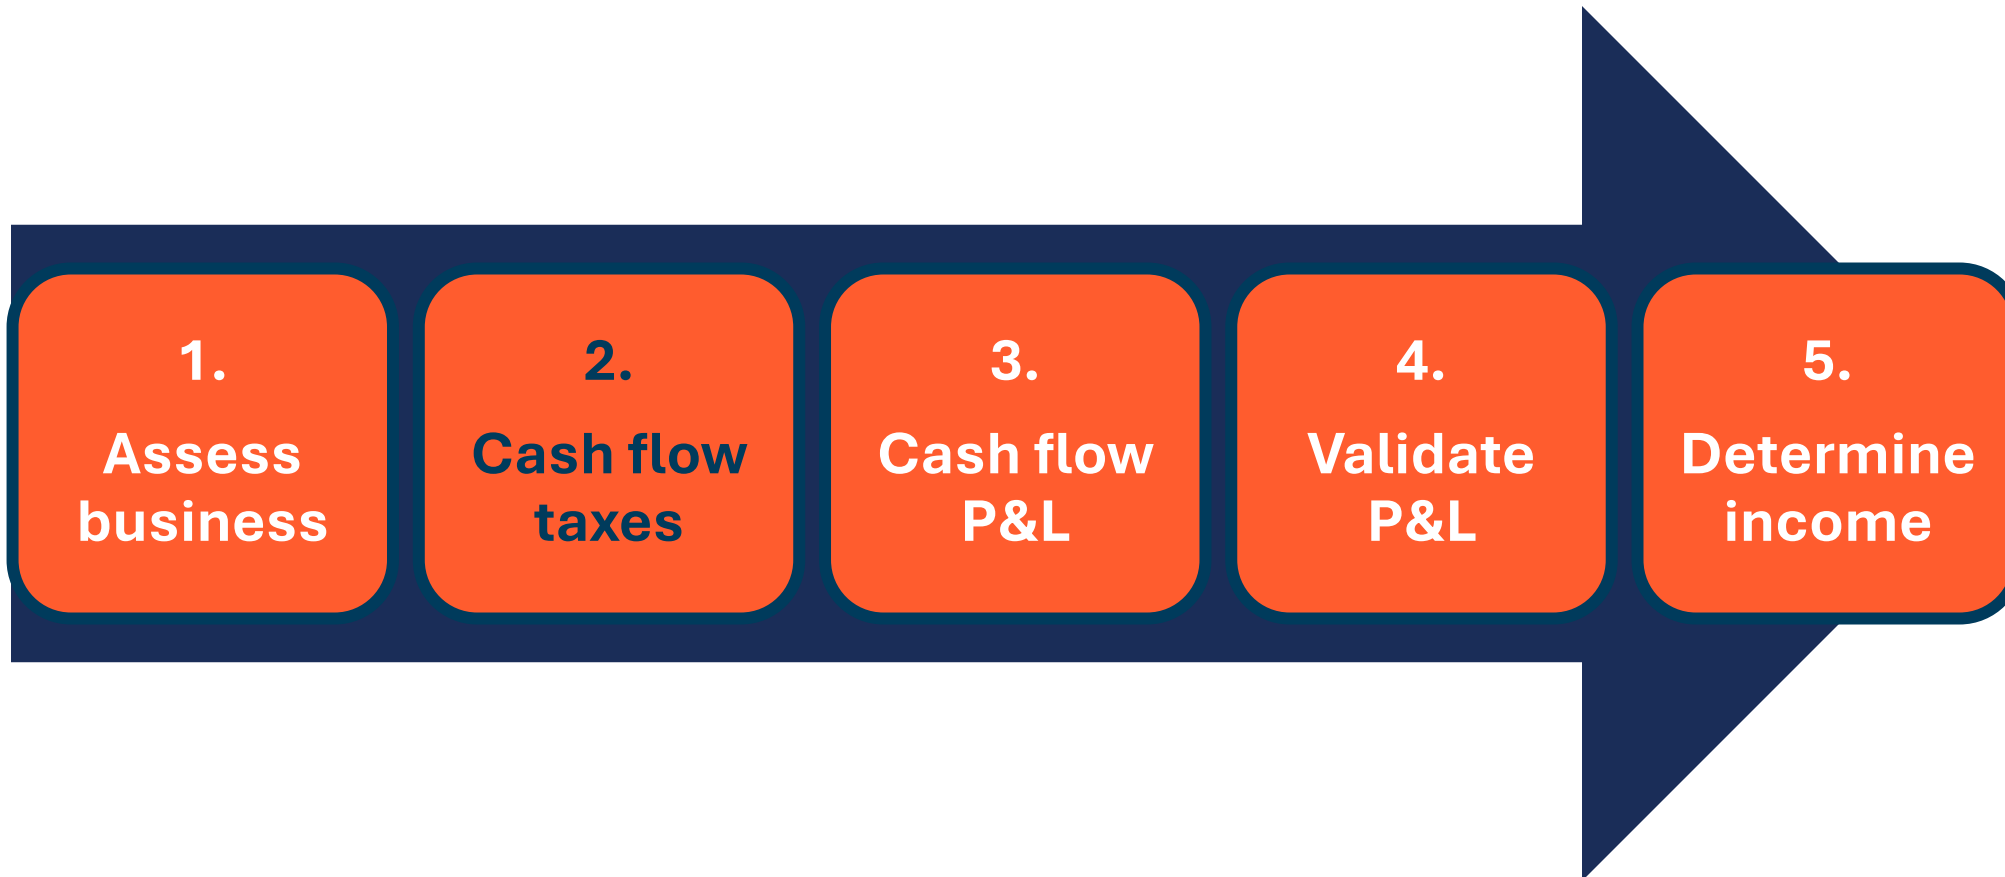 1.
Assess
business
2.
Cash flow
taxes
3.
Cash flow
P&L
4.
Validate
P&L
5.
Determine
income